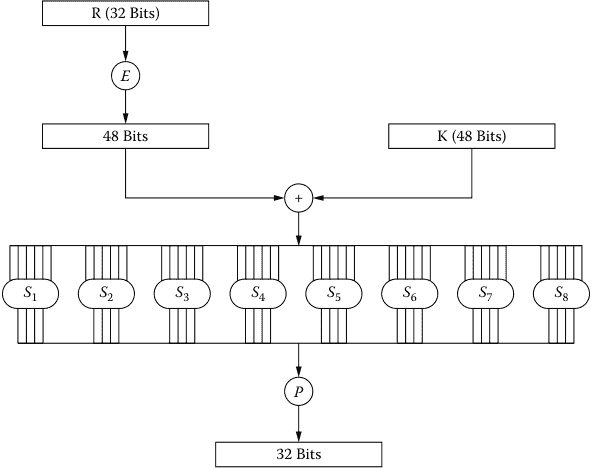 R (32 Bits)
E
48 Bits
K (48 Bits)
+
S1 S2 S3 S4 S5 S6 S7 S8
P
32 Bits